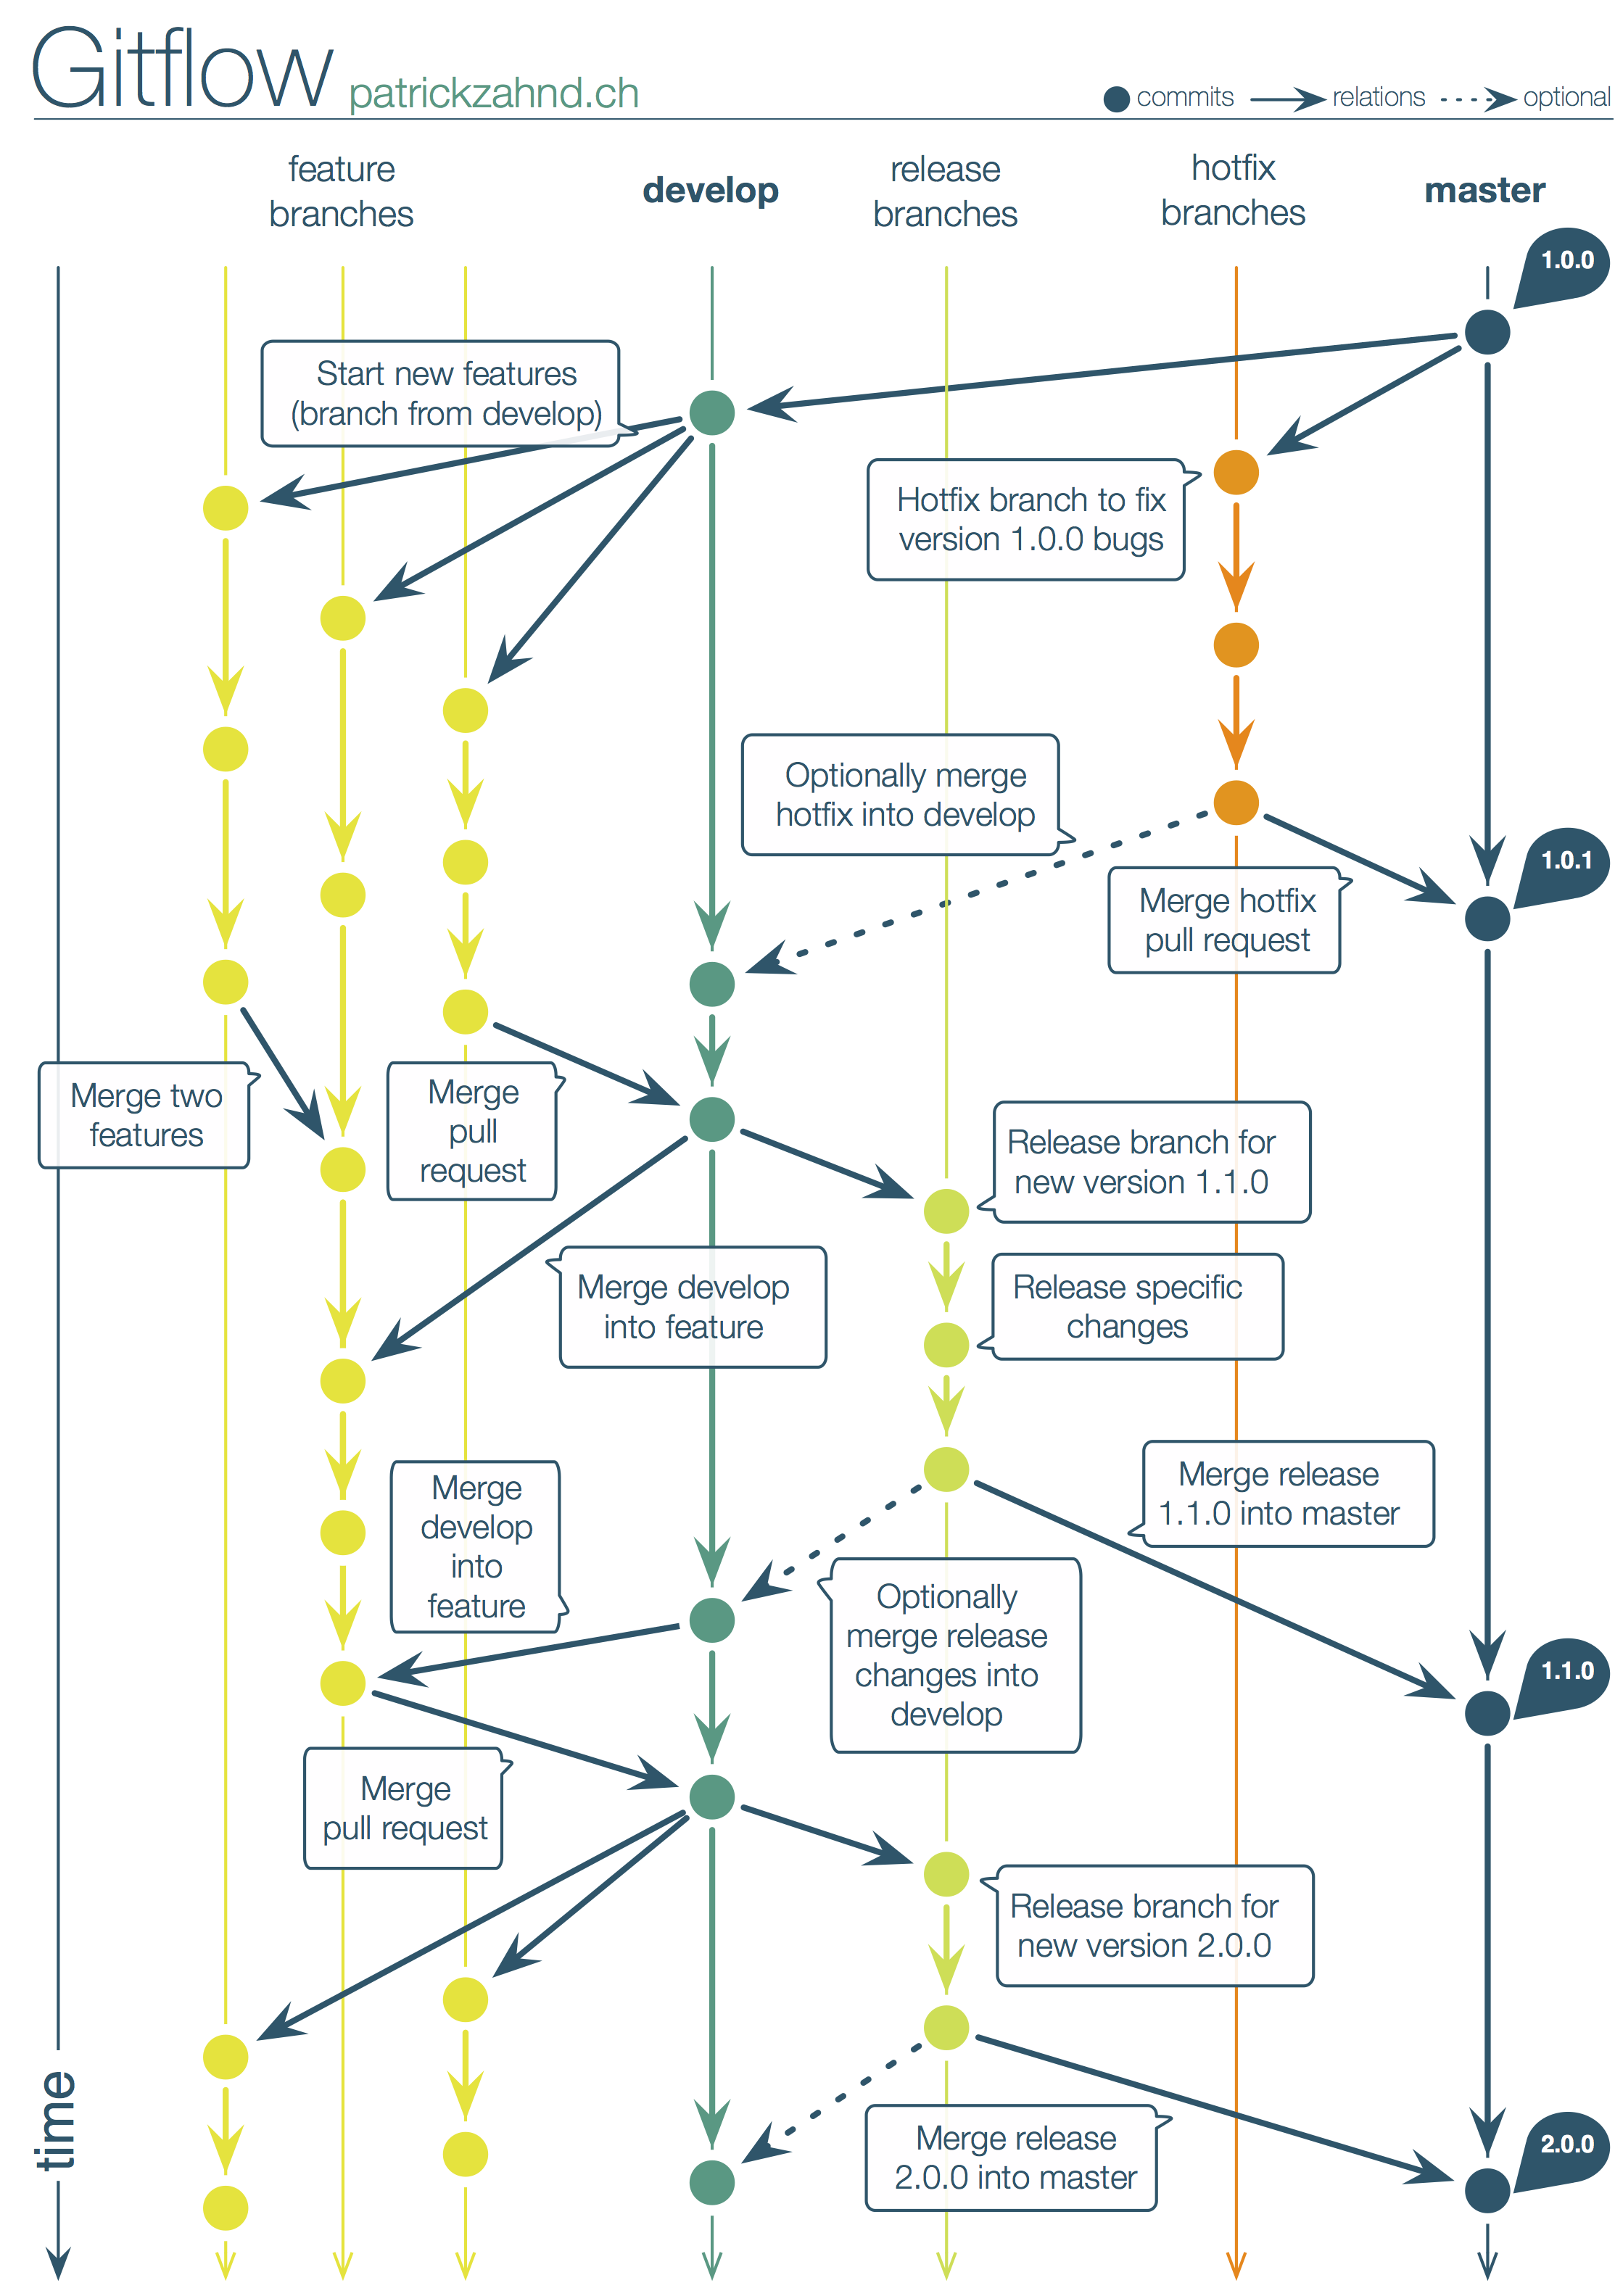 Gitflow patrickzahnd.ch
commits relations optional
feature
branches
develop
release
branches
hotfix
branches
master
1.0.0
Start new features
(branch from develop)
Hotfix branch to fix
version 1.0.0 bugs
Optionally merge
hotfix into develop
1.0.1
Merge hotfix
pull request
Merge two
features
Merge
pull
request
Release branch for
new version 1.1.0
Merge develop
into feature
Release specific
changes
Merge
develop
into
feature
Merge release
1.1.0 into master
Optionally
merge release
changes into
develop
1.1.0
Merge
pull request
Release branch for
new version 2.0.0
time
Merge release
2.0.0 into master
2.0.0